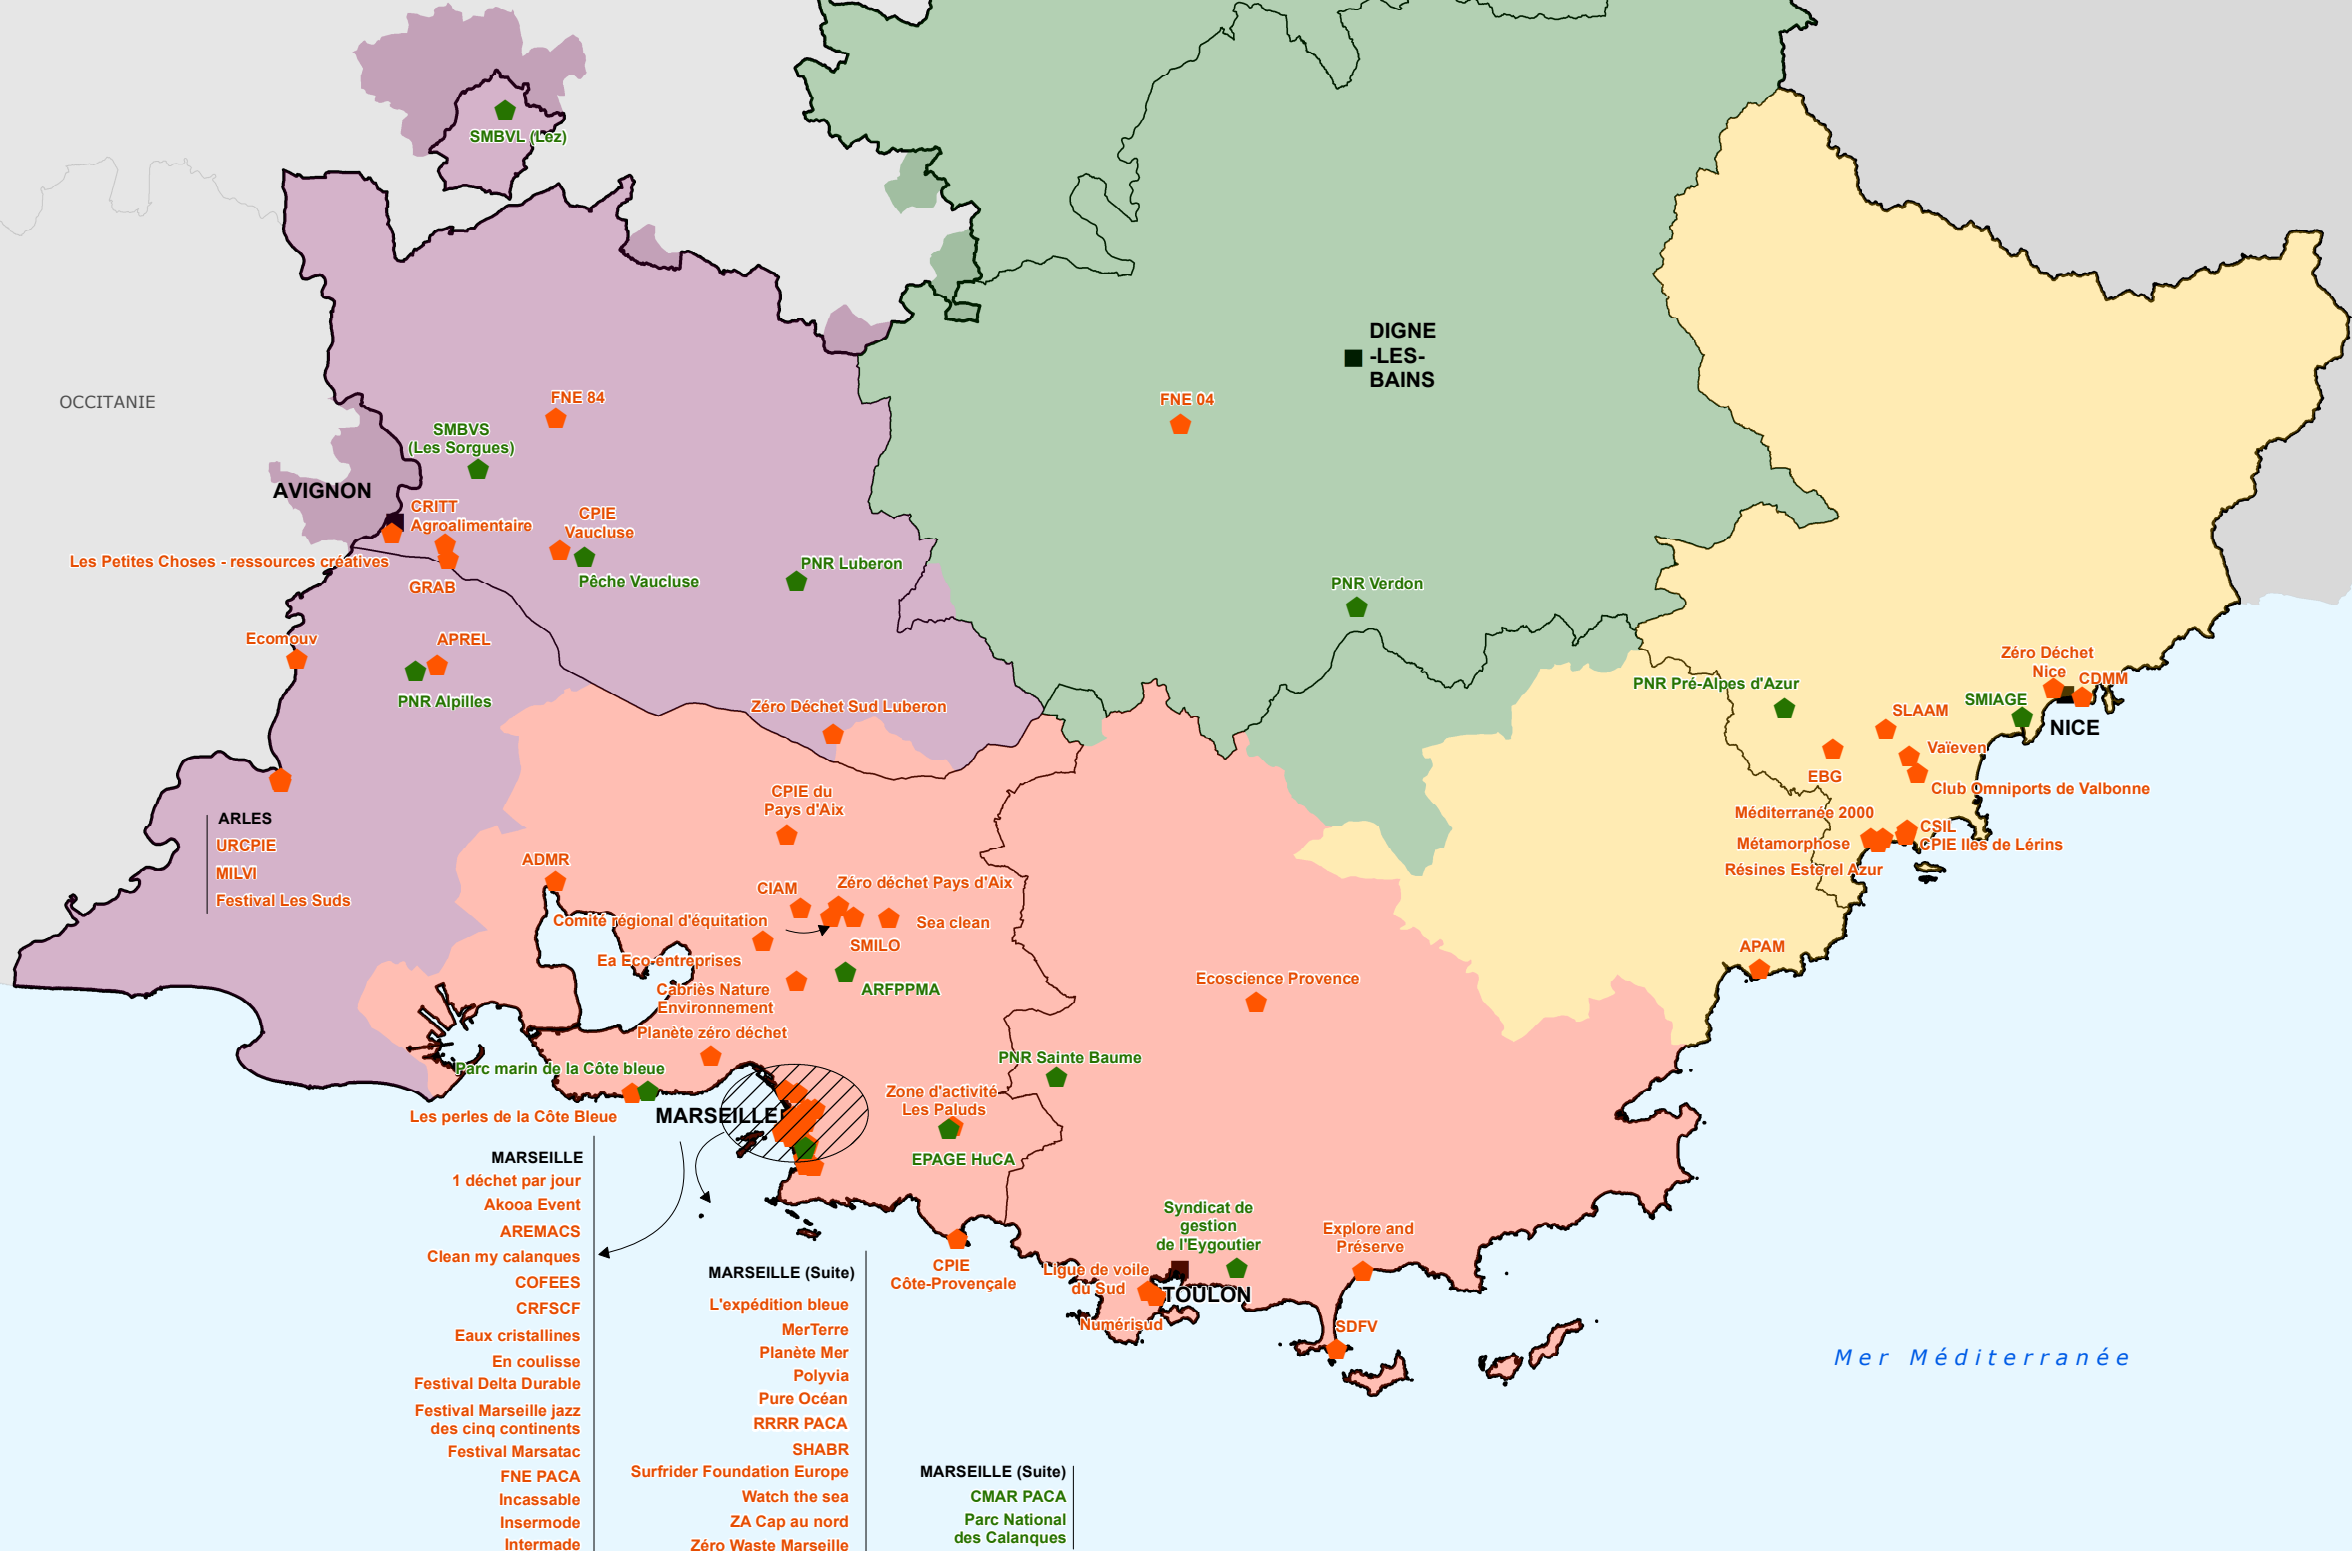 SMBVL (Lez)
OCCITANIE
DIGNE
-LES-
BAINS
FNE 84
FNE 04
SMBVS
(Les Sorgues)
AVIGNON
CRITT
Agroalimentaire
CPIE
Vaucluse
Les Petites Choses - ressources créatives
GRAB
Pêche Vaucluse
PNR Luberon
PNR Verdon
Ecomouv
APREL
PNR Alpilles
Zéro Déchet Sud Luberon
PNR Pré-Alpes d'Azur
Zéro Déchet
Nice
CDMM
SMIAGE
NICE
SLAAM
Vaïeven
EBG
Club Omniports de Valbonne
Méditerranée 2000
CSIL
Métamorphose
CPIE Iles de Lérins
Résines Esterel Azur
APAM
ARLES
URCPIE
MILVI
Festival Les Suds
CPIE du
Pays d'Aix
ADMR
CIAM
Zéro déchet Pays d'Aix
Comité régional d'équitation
Sea clean
SMILO
Ea Eco-entreprises
ARFPPMA
Cabriès Nature
Environnement
Planète zéro déchet
Ecoscience Provence
Parc marin de la Côte bleue
PNR Sainte Baume
Les perles de la Côte Bleue
MARSEILLE
Zone d'activité
Les Paluds
EPAGE HuCA
CPIE
Côte-Provençale
Syndicat de
gestion
de l'Eygoutier
Explore and
Préserve
Ligue de voile
du Sud
TOULON
Numérisud
SDFV
Mer Méditerranée
MARSEILLE
1 déchet par jour
Akooa Event
AREMACS
Clean my calanques
COFEES
CRFSCF
Eaux cristallines
En coulisse
Festival Delta Durable
Festival Marseille jazz
des cinq continents
Festival Marsatac
FNE PACA
Incassable
Insermode
Intermade
MARSEILLE (Suite)
L'expédition bleue
MerTerre
Planète Mer
Polyvia
Pure Océan
RRRR PACA
SHABR
Surfrider Foundation Europe
Watch the sea
ZA Cap au nord
Zéro Waste Marseille
MARSEILLE (Suite)
CMAR PACA
Parc National
des Calanques